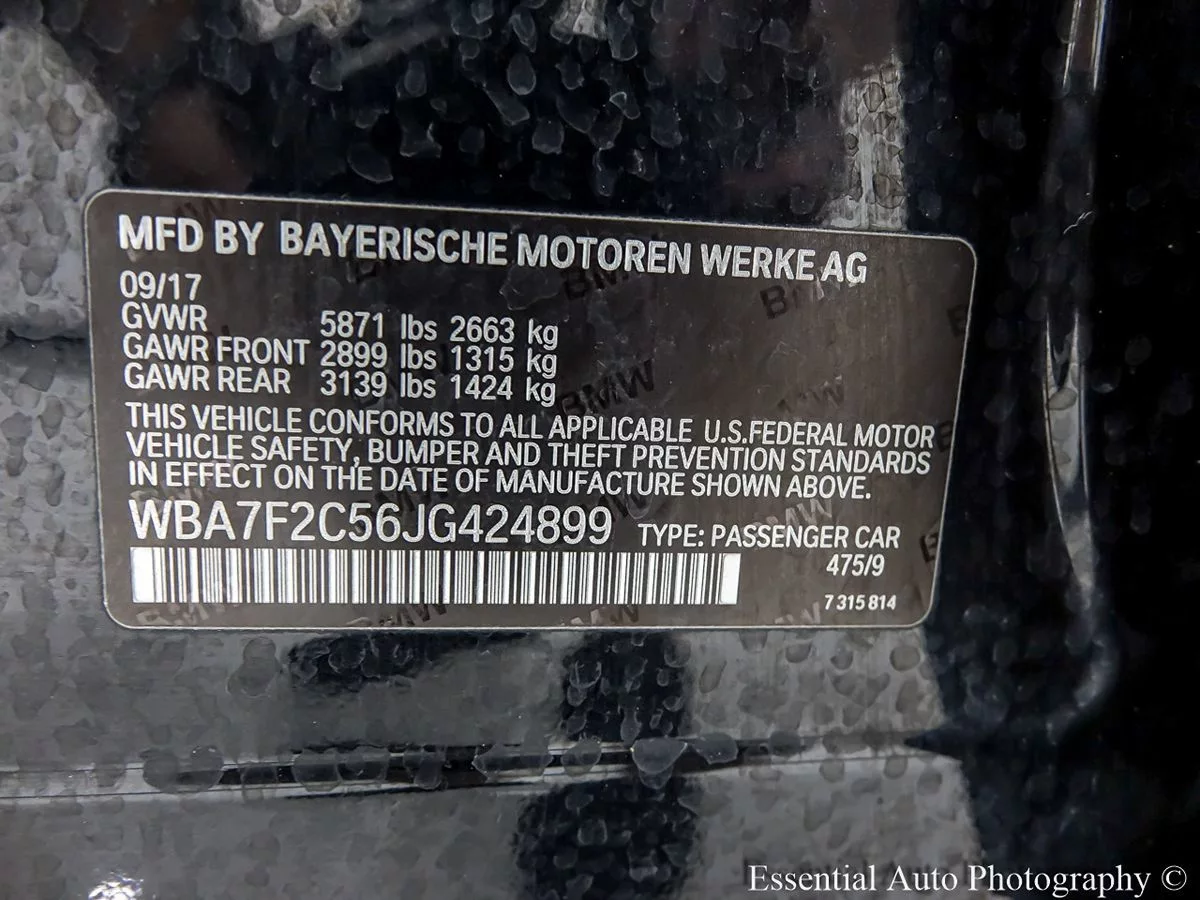 MFD BY BAYERISCHE MOTOREN WERKE AG
09/17
GVWR 5871 lbs 2663 kg
GAWR FRONT 2899 lbs 1315 kg
GAWR REAR 3139 lbs 1424 kg
THIS VEHICLE CONFORMS TO ALL APPLICABLE U.S.FEDERAL MOTOR
VEHICLE SAFETY, BUMPER AND THEFT PREVENTION STANDARDS
IN EFFECT ON THE DATE OF MANUFACTURE SHOWN ABOVE.
WBA7F2C56JG424899 TYPE: PASSENGER CAR
475/9
7 315 814
Essential Auto Photography ©